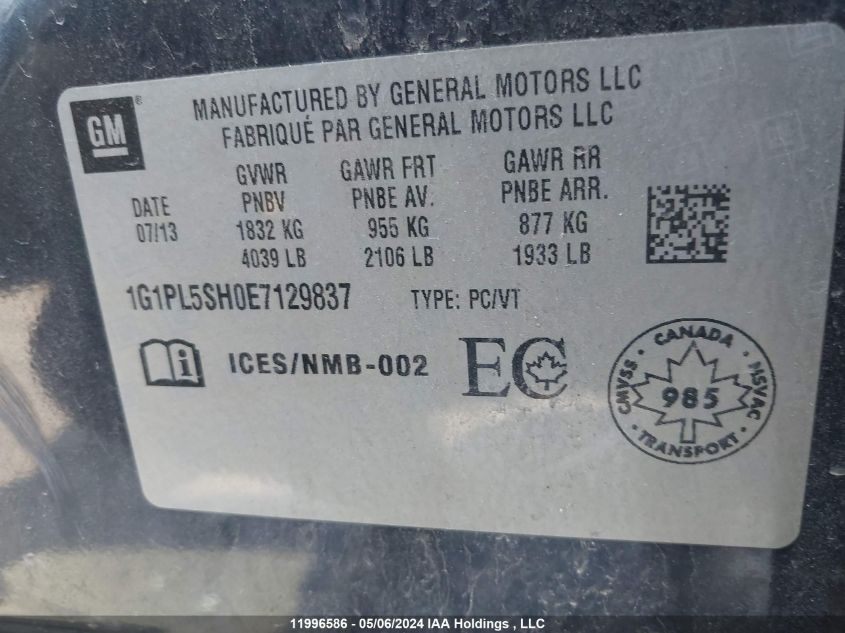 GM®
MANUFACTURED BY GENERAL MOTORS LLC
FABRIQUÉ PAR GENERAL MOTORS LLC
GVWR GAWR FRT GAWR RR
DATE PNBV PNBE AV. PNBE ARR.
07/13 1832 KG 955 KG 877 KG
4039 LB 2106 LB 1933 LB
1G1PL5SH0E7129837 TYPE: PC/VT
i ICES/NMB-002 EC
CANADA
CMVSS 985 NSVAC
TRANSPORT
11996586 - 05/06/2024 IAA Holdings , LLC